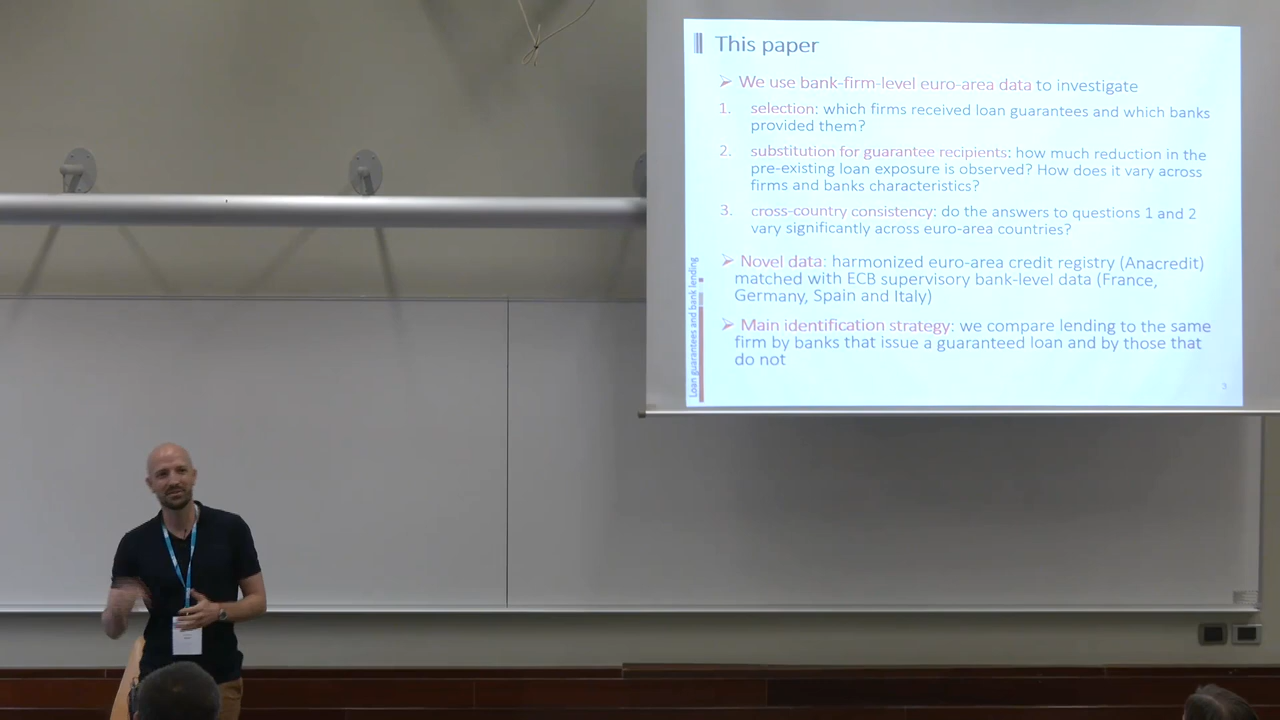 This paper
➢ We use bank-firm-level euro-area data to investigate
1. selection: which firms received loan guarantees and which banks
provided them?
2. substitution for guarantee recipients: how much reduction in the
pre-existing loan exposure is observed? How does it vary across
firms and banks characteristics?
3. cross-country consistency: do the answers to questions 1 and 2
vary significantly across euro-area countries?
➢ Novel data: harmonized euro-area credit registry (Anacredit)
matched with ECB supervisory bank-level data (France,
Germany, Spain and Italy)
➢ Main identification strategy: we compare lending to the same
firm by banks that issue a guaranteed loan and by those that
do not
Loan guarantees and bank lending
3